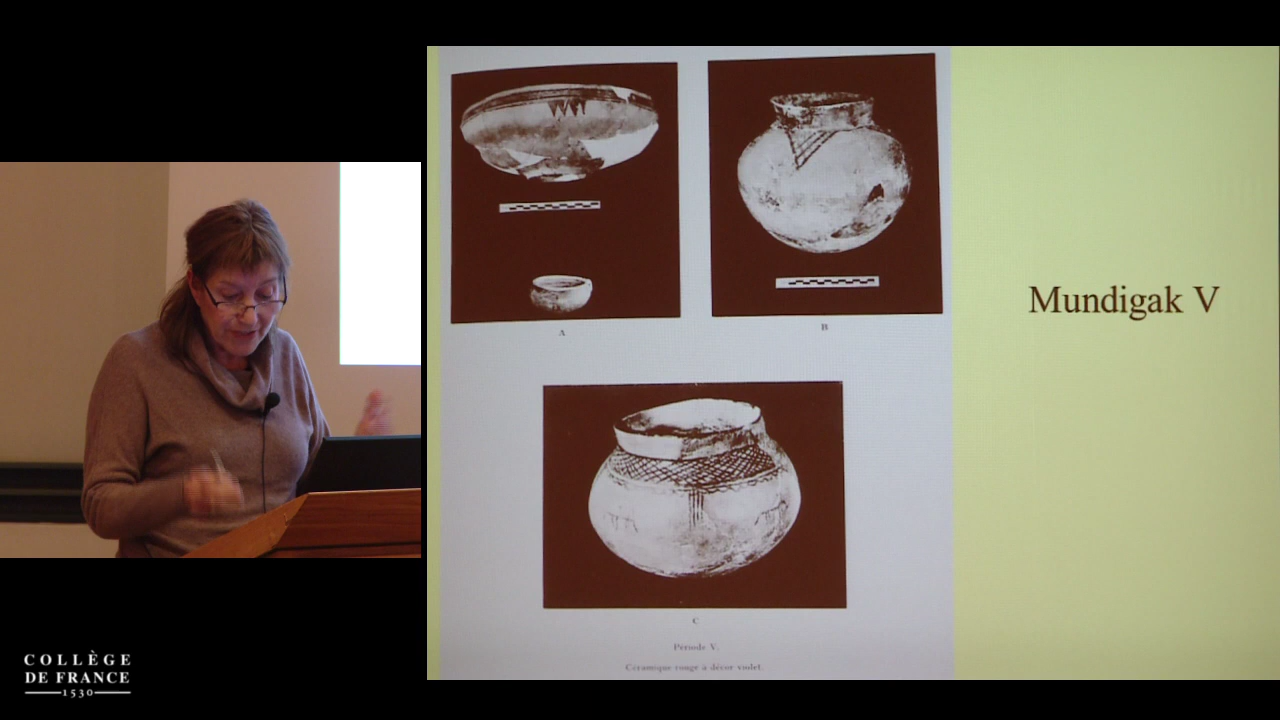 A
B
Mundigak V
C
Période V.
Céramique rouge à décor violet.
COLLÈGE
DE FRANCE
1530